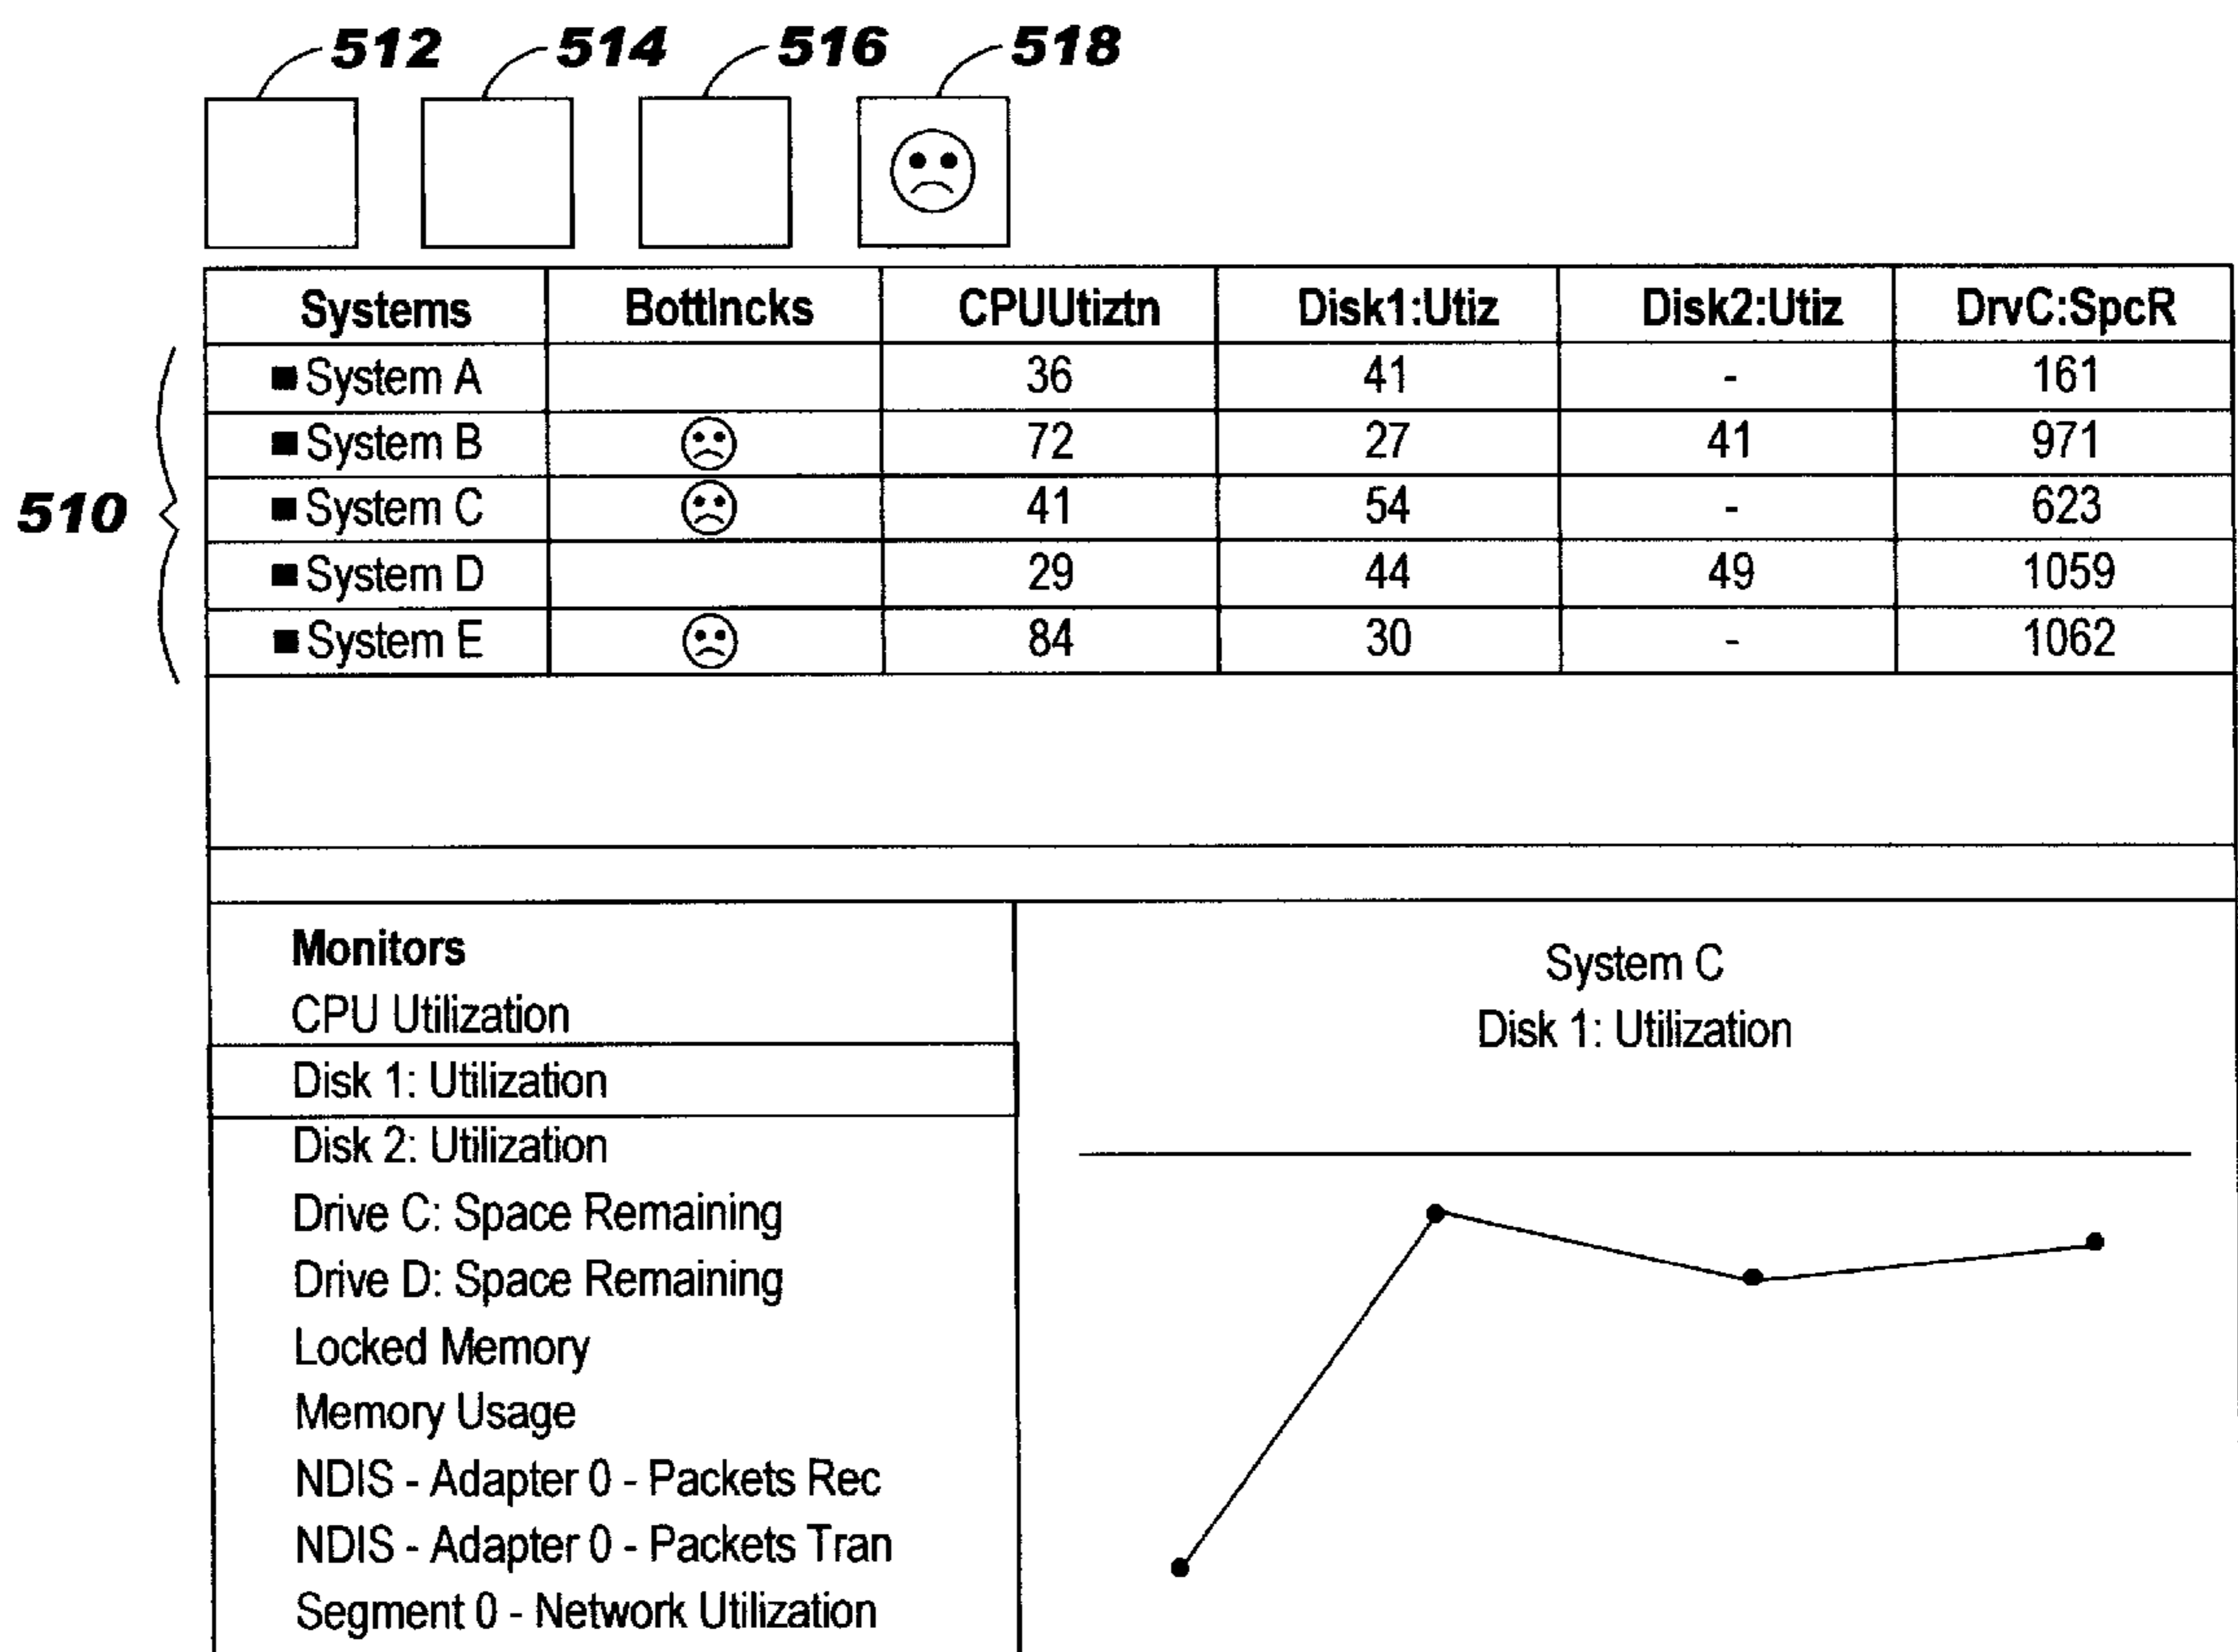 512 514 516 518
Systems BottIncks CPUUtiztn Disk1:Utiz Disk2:Utiz DrvC:SpcR
System A 36 41 - 161
System B 72 27 41 971
510
System C 41 54 - 623
System D 29 44 49 1059
System E 84 30 - 1062
Monitors
CPU Utilization
Disk 1: Utilization
Disk 2: Utilization
Drive C: Space Remaining
Drive D: Space Remaining
Locked Memory
Memory Usage
NDIS - Adapter 0 - Packets Rec
NDIS - Adapter 0 - Packets Tran
Segment 0 - Network Utilization
System C
Disk 1: Utilization